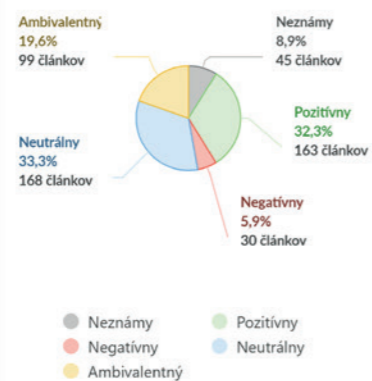 Ambivalentný
19,6%
99 článkov
Neznámy
8,9%
45 článkov
Pozitívny
32,3%
163 článkov
Neutrálny
33,3%
168 článkov
Negatívny
5,9%
30 článkov
Neznámy
Pozitívny
Negatívny
Neutrálny
Ambivalentný